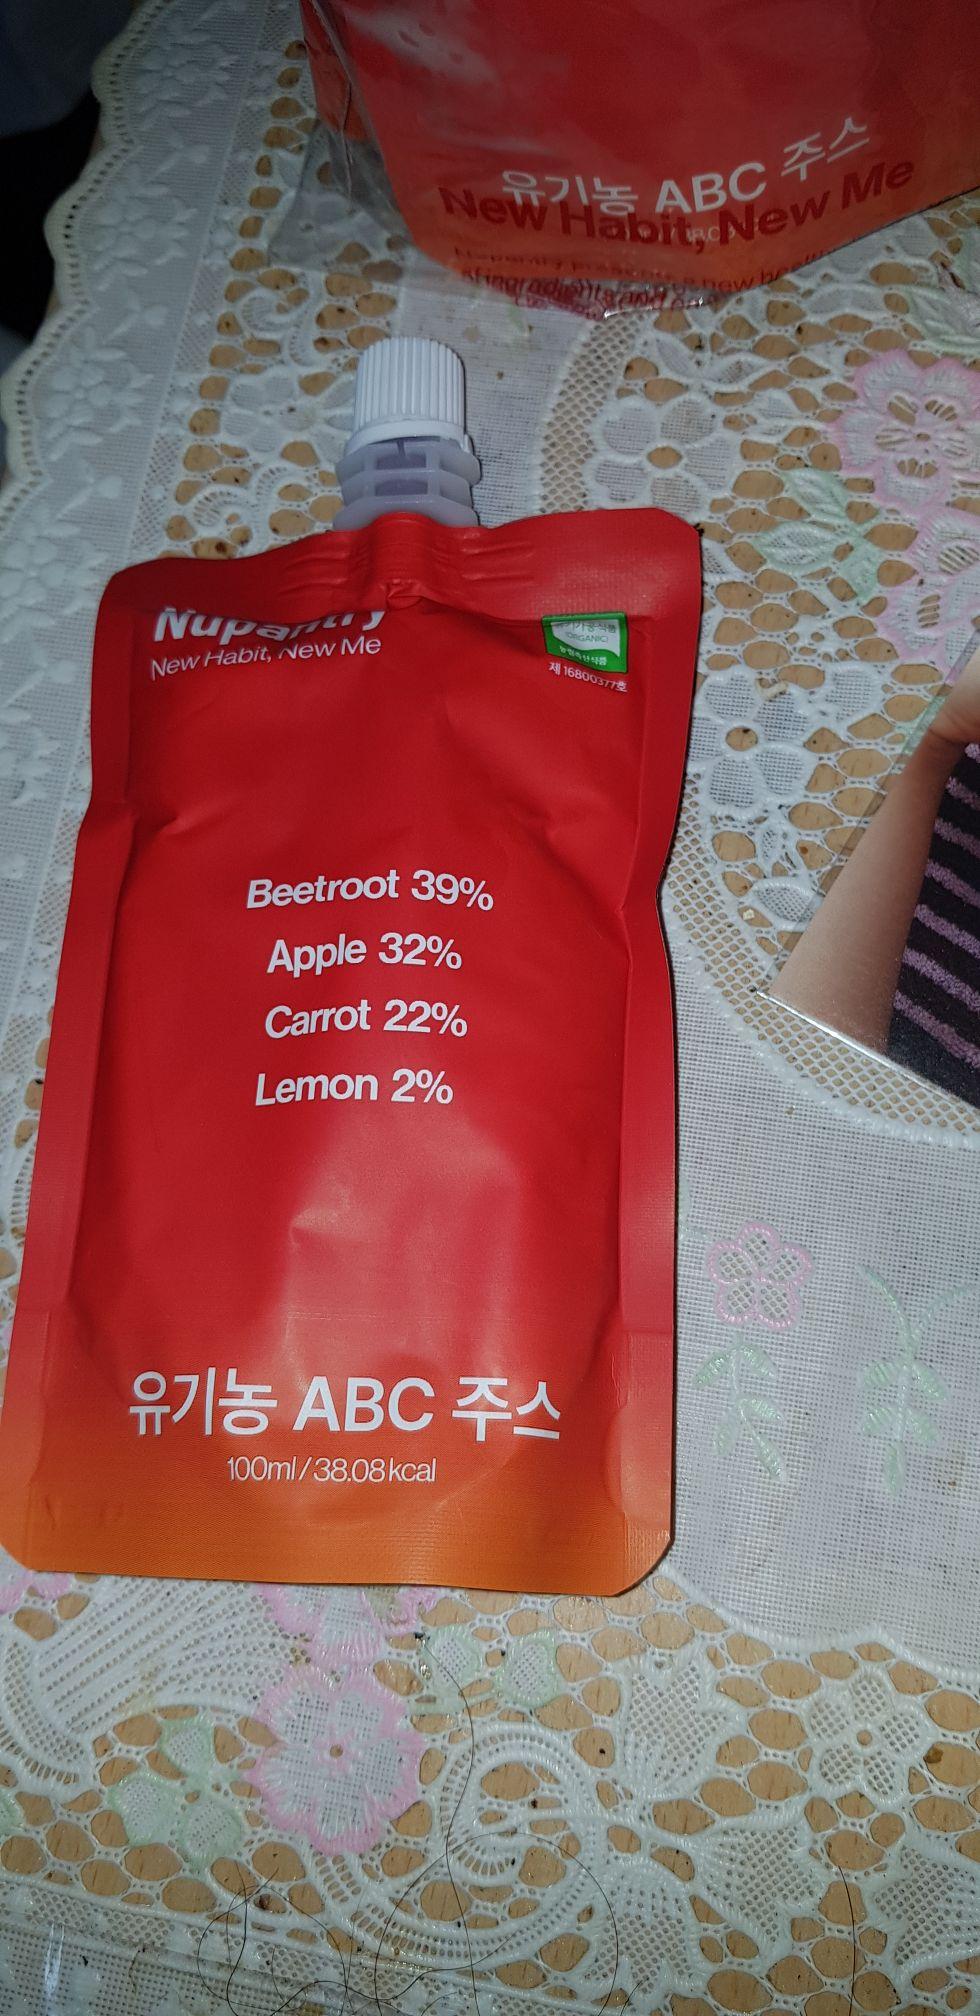 유기농 ABC 주스
New Habit, New Me
Nupantry
New Habit, New Me
(ORGANIC)
제 16800377호
Beetroot 39%
Apple 32%
Carrot 22%
Lemon 2%
유기농 ABC 주스
100ml/38.08kcal